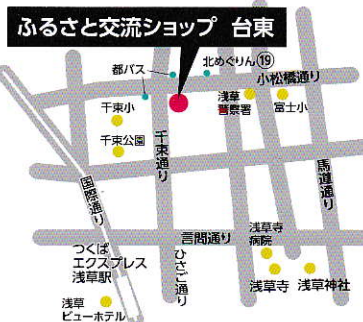 ふるさと交流ショップ 台東
都バス
北めぐりん⑲
小松橋通り
千束小
浅草
警察署
富士小
千束公園
千束通り
馬道通り
国際通り
言問通り
つくば
エクスプレス
浅草駅
ひさご通り
浅草寺
病院
浅草寺
浅草神社
浅草
ビューホテル